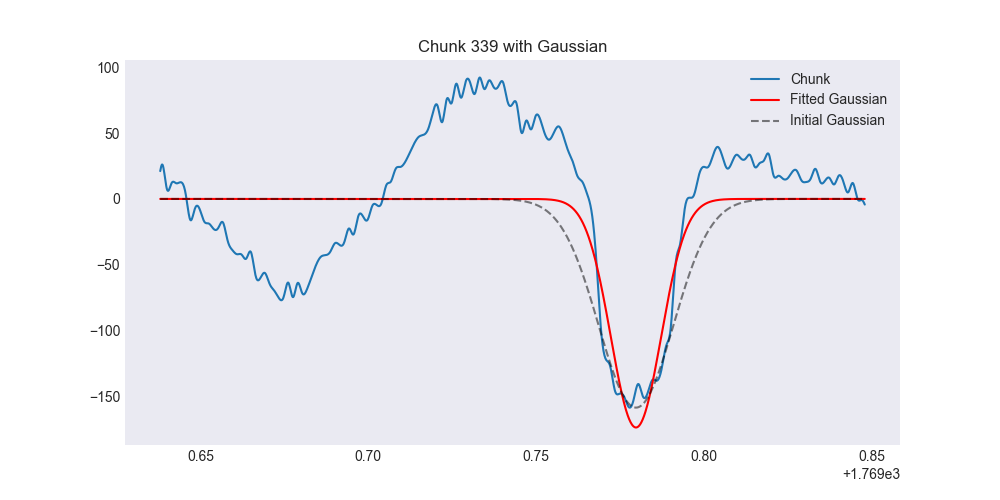 Chunk 339 with Gaussian
100
50
0
−50
−100
−150
Chunk
Fitted Gaussian
Initial Gaussian
0.65
0.70
0.75
0.80
0.85
+1.769e3